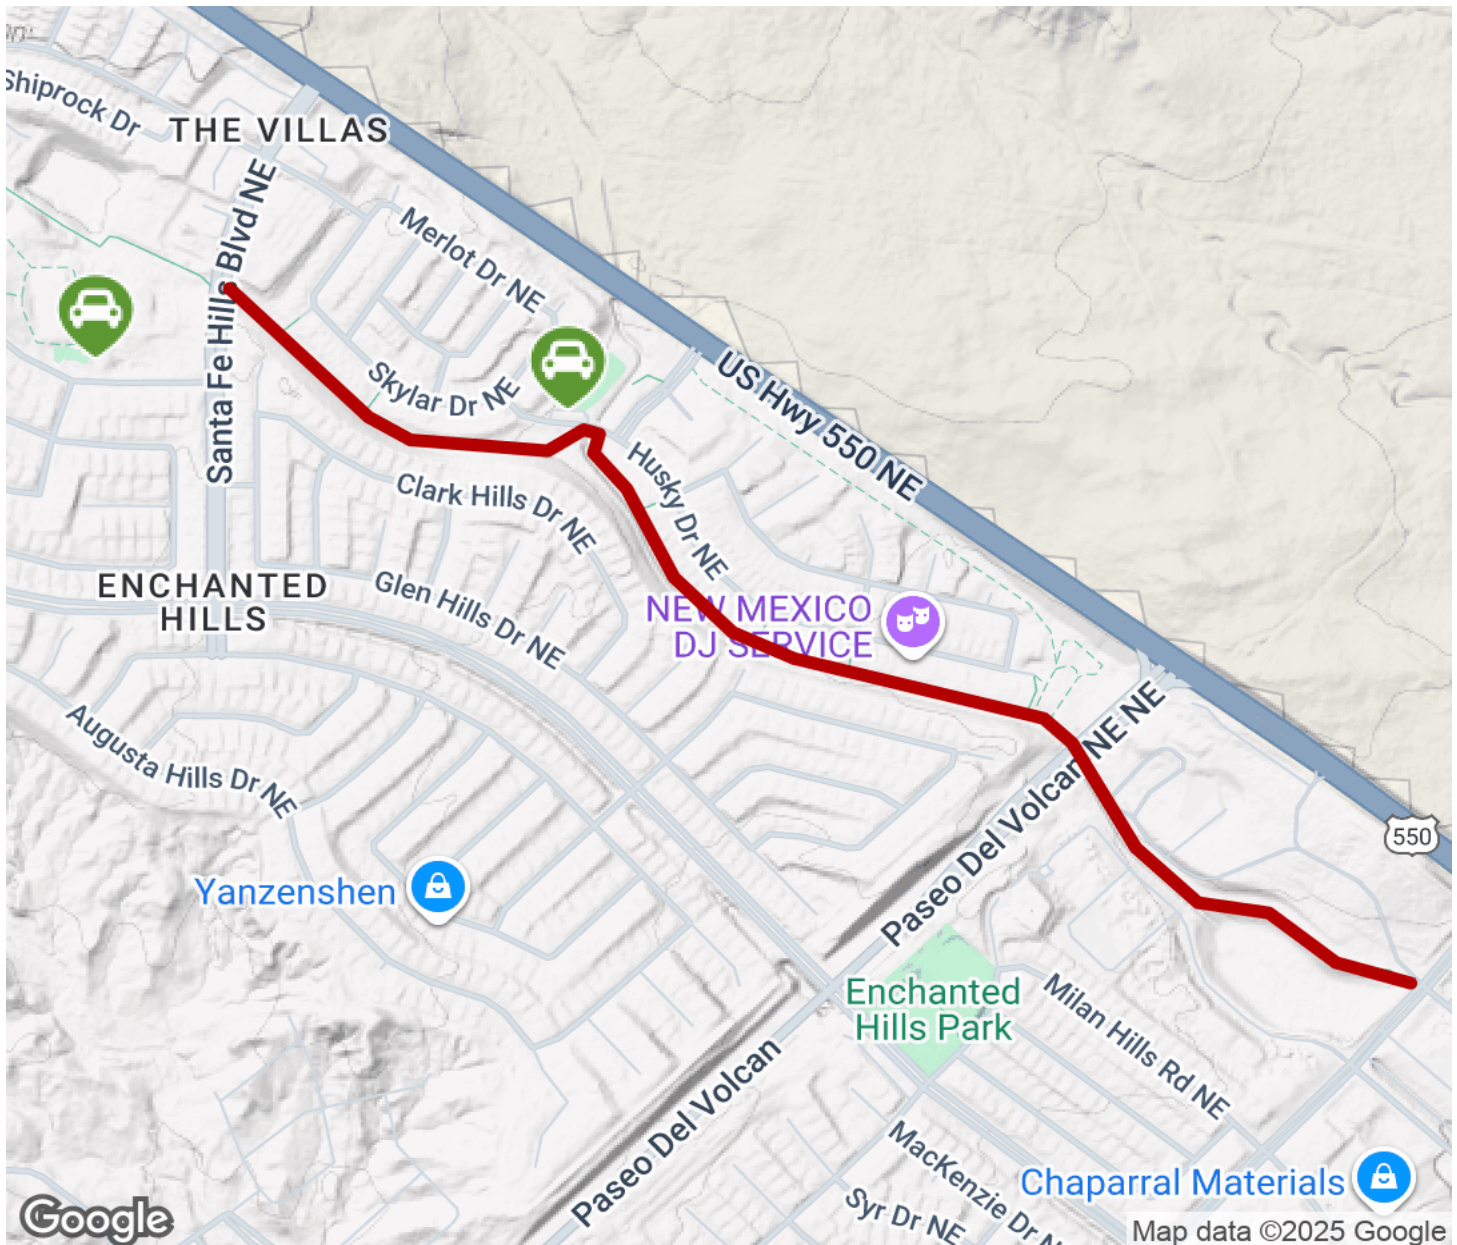 Shiprock Dr
THE VILLAS
Santa Fe Hills Blvd NE
Merlot Dr NE
Skylar Dr NE
US Hwy 550 NE
Husky Dr NE
Clark Hills Dr NE
ENCHANTED
HILLS
Glen Hills Dr NE
NEW MEXICO
DJ SERVICE
Augusta Hills Dr NE
Paseo Del Volcan NE NE
550
Yanzenshen
Enchanted
Hills Park
Milan Hills Rd NE
Paseo Del Volcan
MacKenzie Dr
Chaparral Materials
Syr Dr NE
Google
Map data ©2025 Google